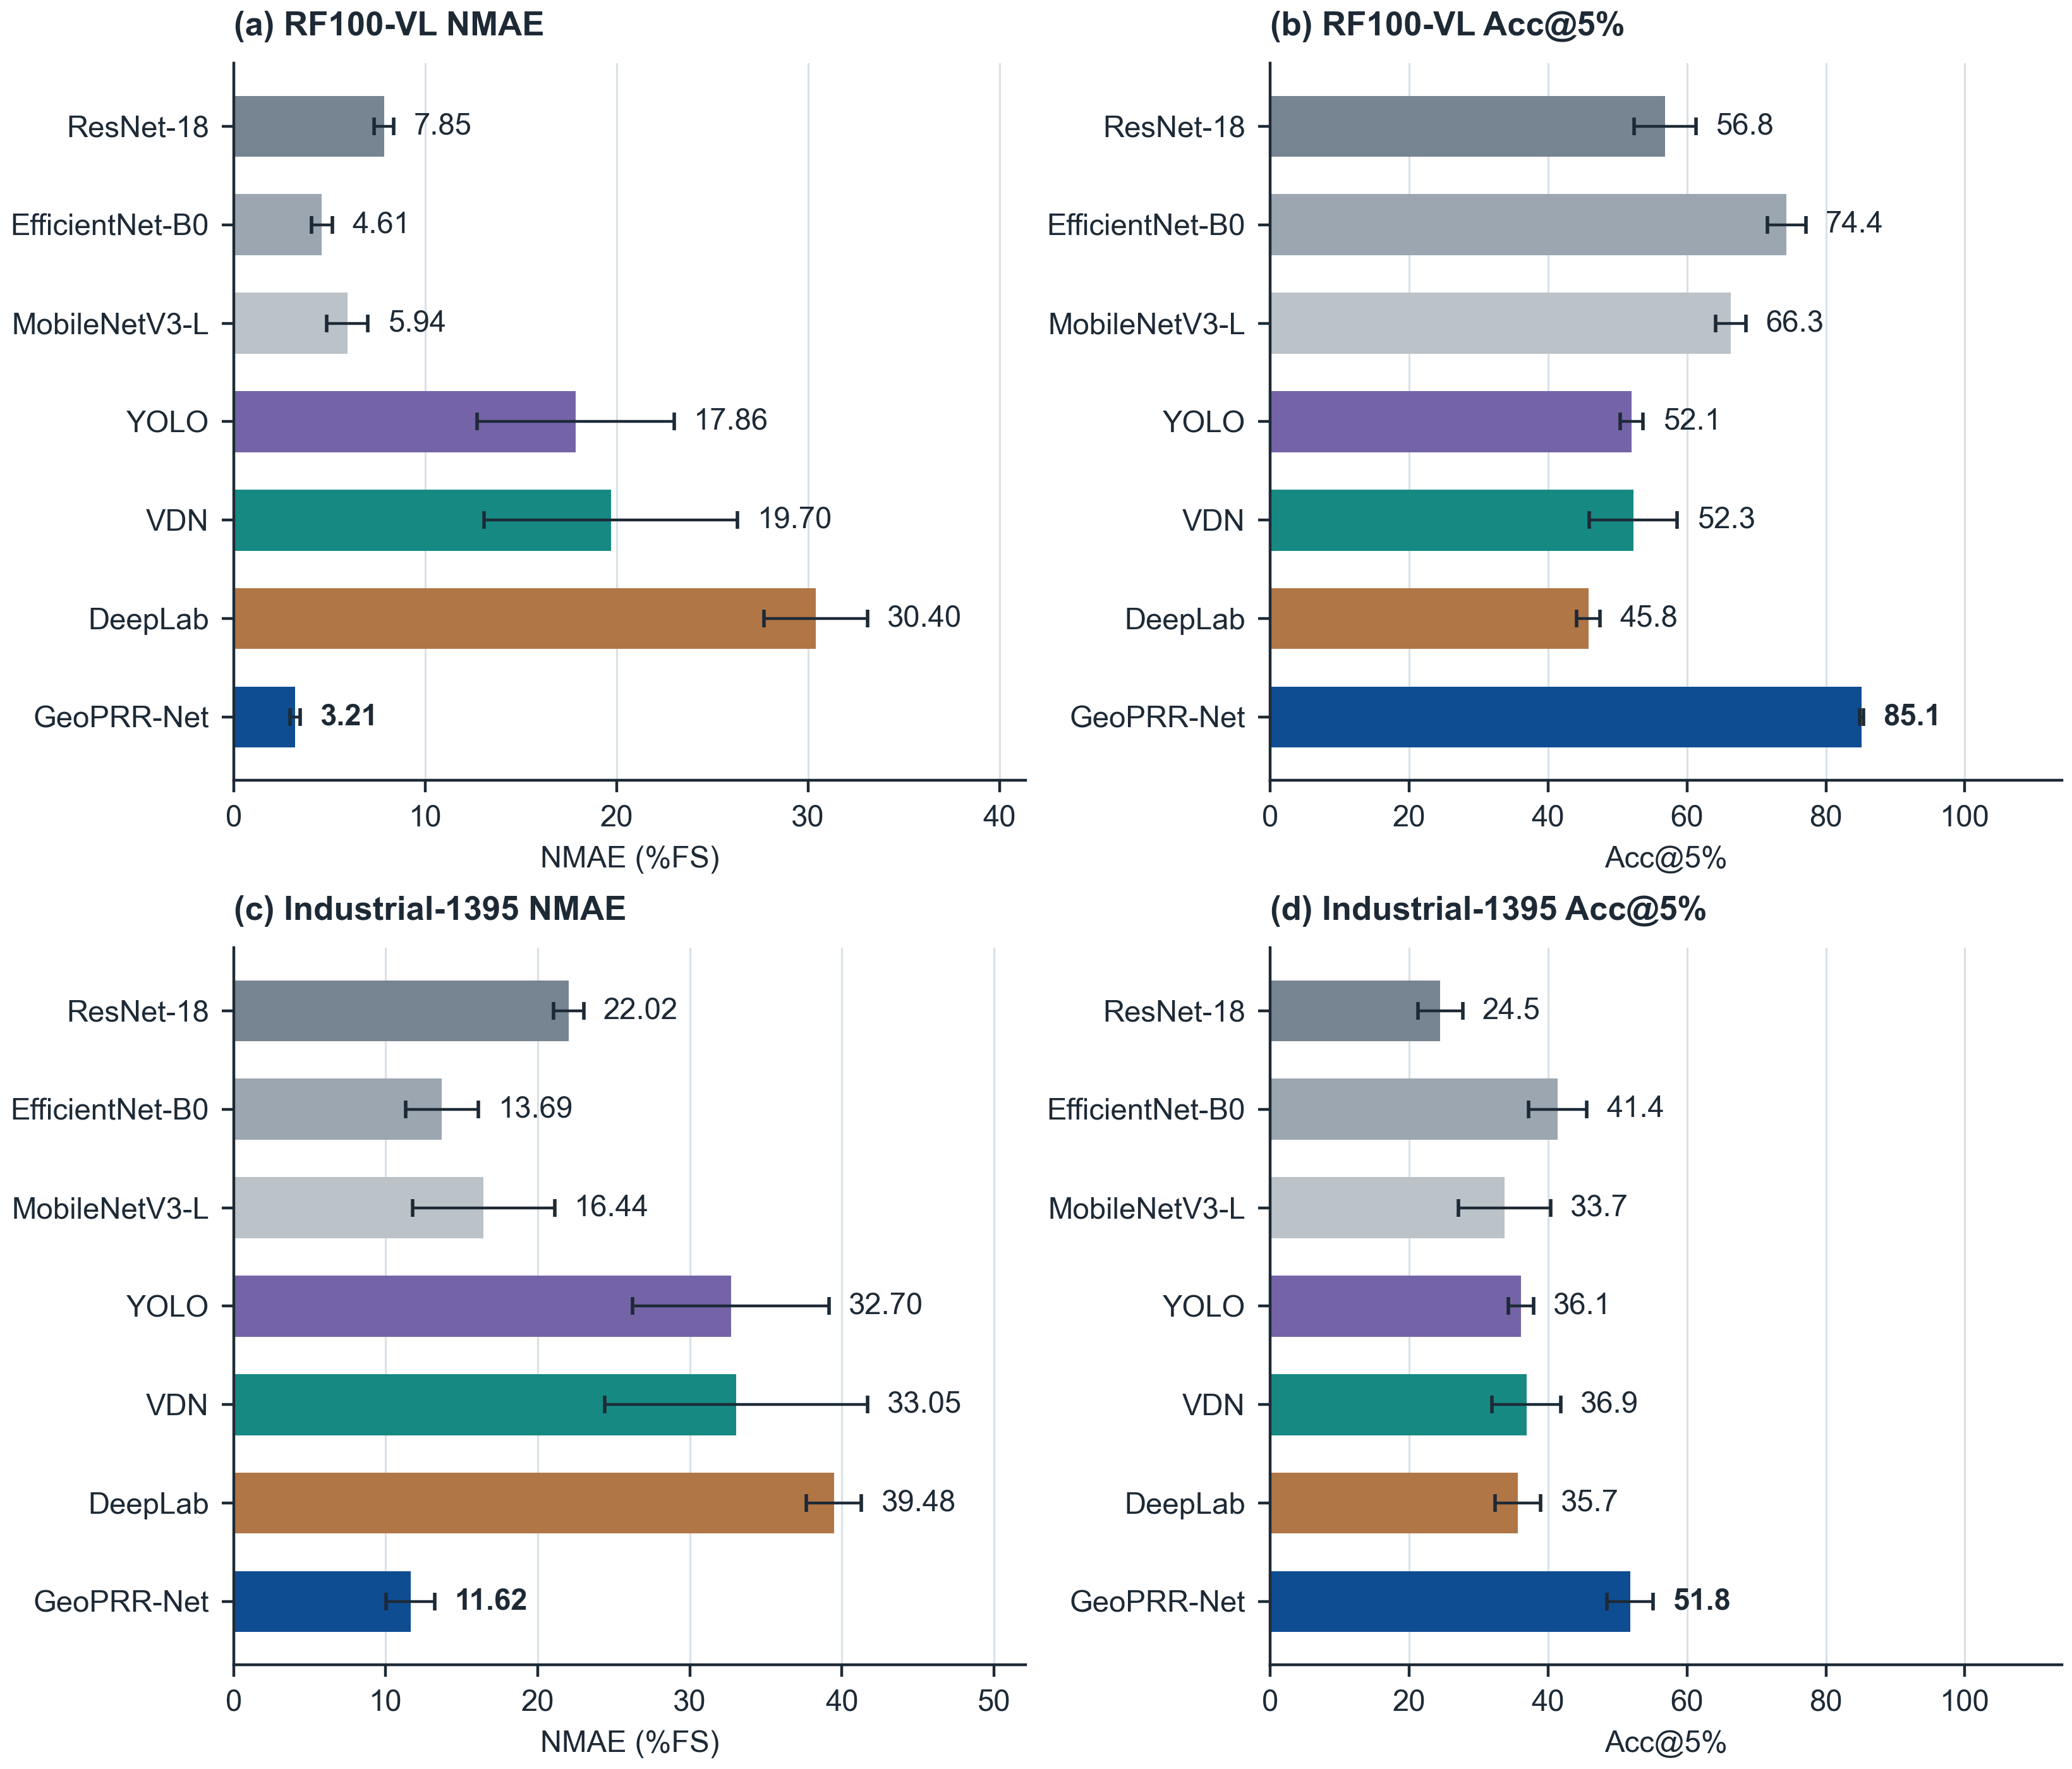 (a) RF100-VL NMAE
ResNet-18 7.85
EfficientNet-B0 4.61
MobileNetV3-L 5.94
YOLO 17.86
VDN 19.70
DeepLab 30.40
GeoPRR-Net 3.21
0 10 20 30 40
NMAE (%FS)
(b) RF100-VL Acc@5%
ResNet-18 56.8
EfficientNet-B0 74.4
MobileNetV3-L 66.3
YOLO 52.1
VDN 52.3
DeepLab 45.8
GeoPRR-Net 85.1
0 20 40 60 80 100
Acc@5%
(c) Industrial-1395 NMAE
ResNet-18 22.02
EfficientNet-B0 13.69
MobileNetV3-L 16.44
YOLO 32.70
VDN 33.05
DeepLab 39.48
GeoPRR-Net 11.62
0 10 20 30 40 50
NMAE (%FS)
(d) Industrial-1395 Acc@5%
ResNet-18 24.5
EfficientNet-B0 41.4
MobileNetV3-L 33.7
YOLO 36.1
VDN 36.9
DeepLab 35.7
GeoPRR-Net 51.8
0 20 40 60 80 100
Acc@5%